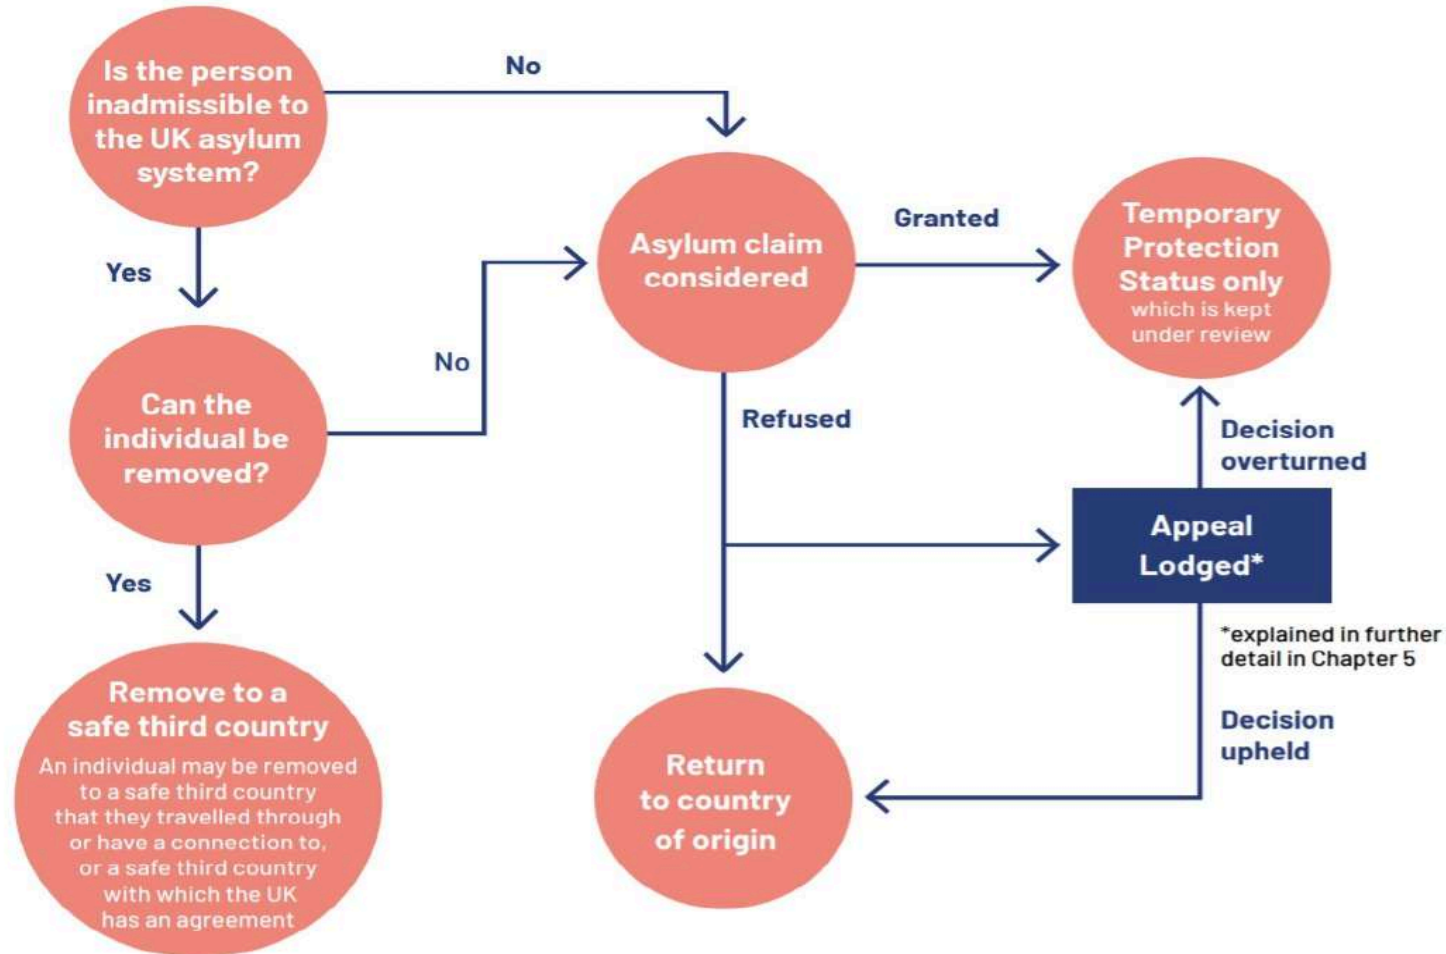 Is the person
inadmissible to
the UK asylum
system?
No
Yes
Asylum claim
considered
Granted
Temporary
Protection
Status only
which is kept
under review
Can the
individual be
removed?
No
Refused
Decision
overturned
Appeal
Lodged*
*explained in further
detail in Chapter 5
Yes
Remove to a
safe third country
An individual may be removed
to a safe third country
that they travelled through
or have a connection to,
or a safe third country
with which the UK
has an agreement
Return
to country
of origin
Decision
upheld